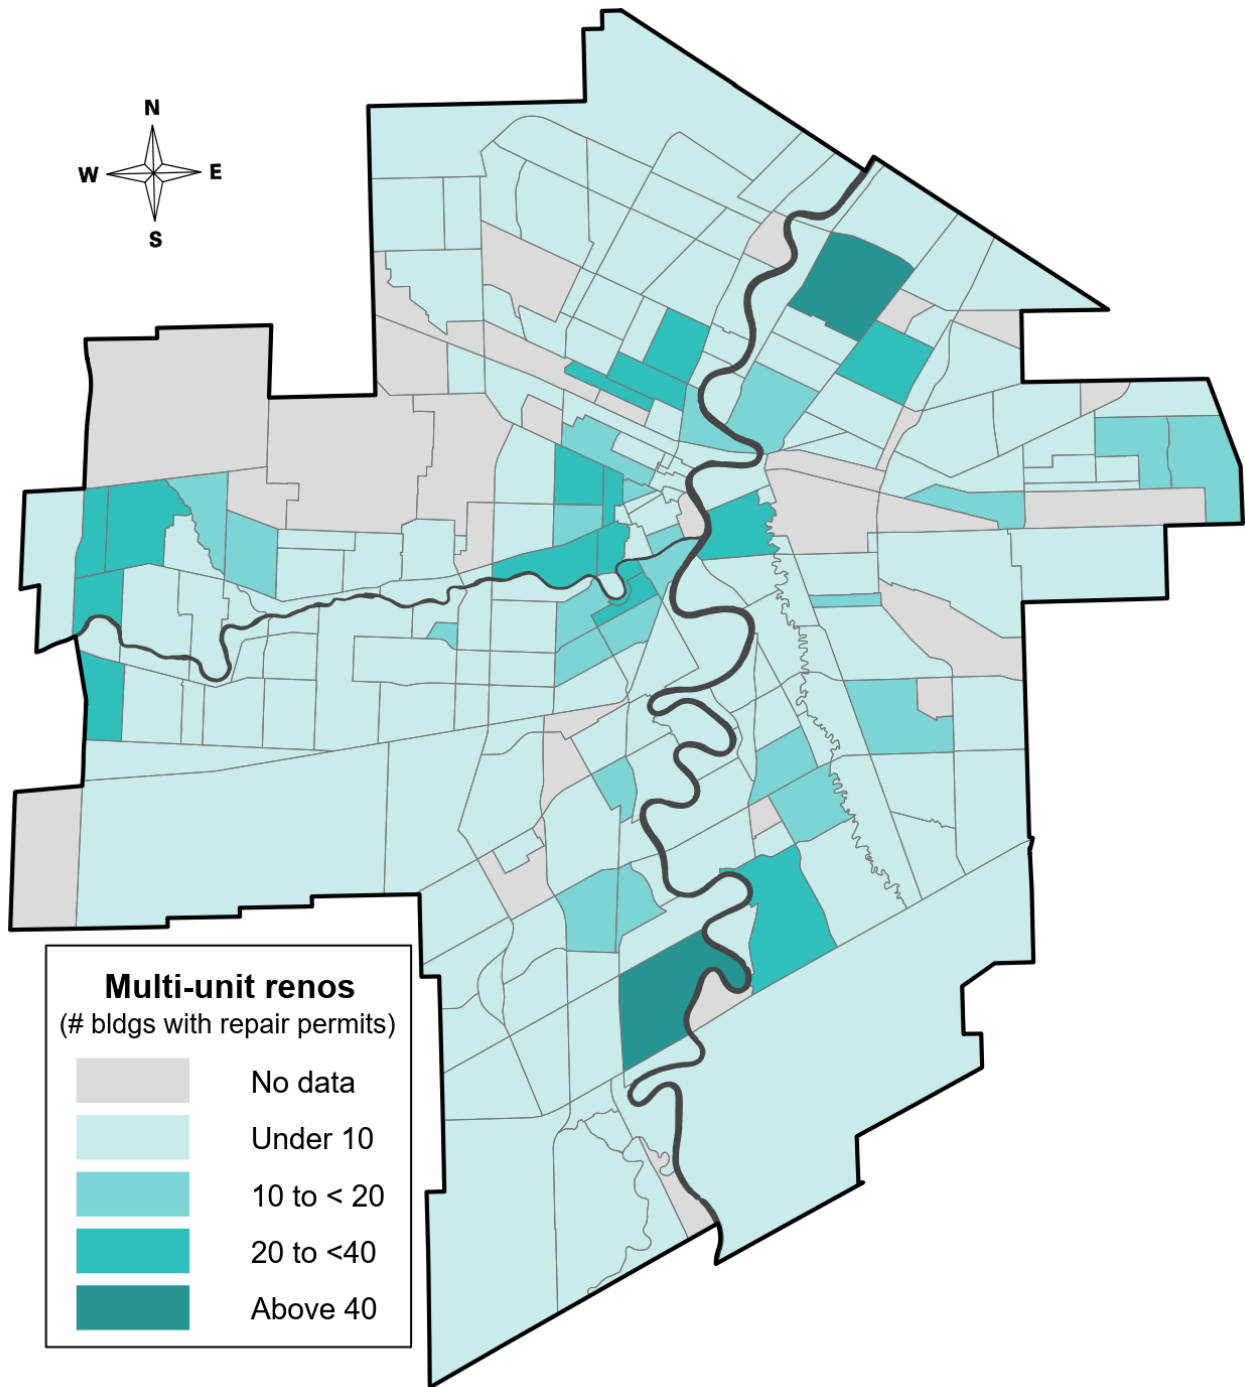 N
W
E
S
Multi-unit renos
(# bldgs with repair permits)
No data
Under 10
10 to < 20
20 to <40
Above 40